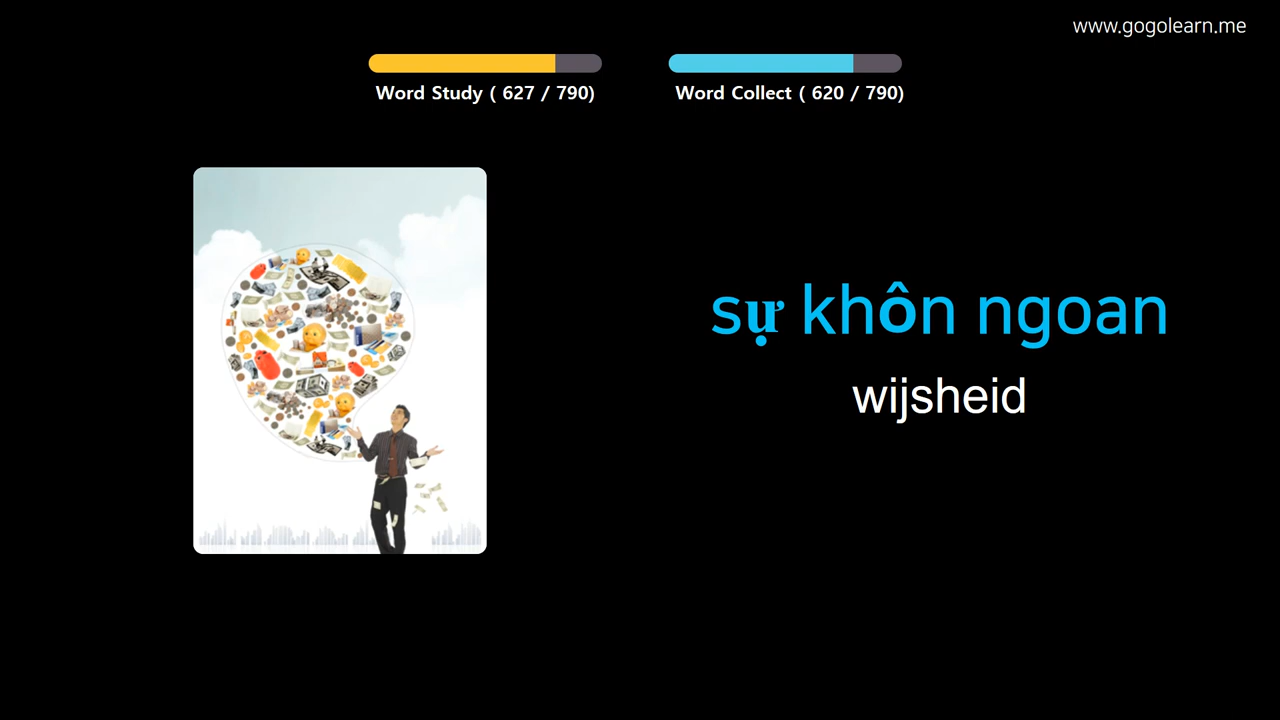 www.gogolearn.me
Word Study ( 627 / 790)
Word Collect ( 620 / 790)
sự khôn ngoan
wijsheid